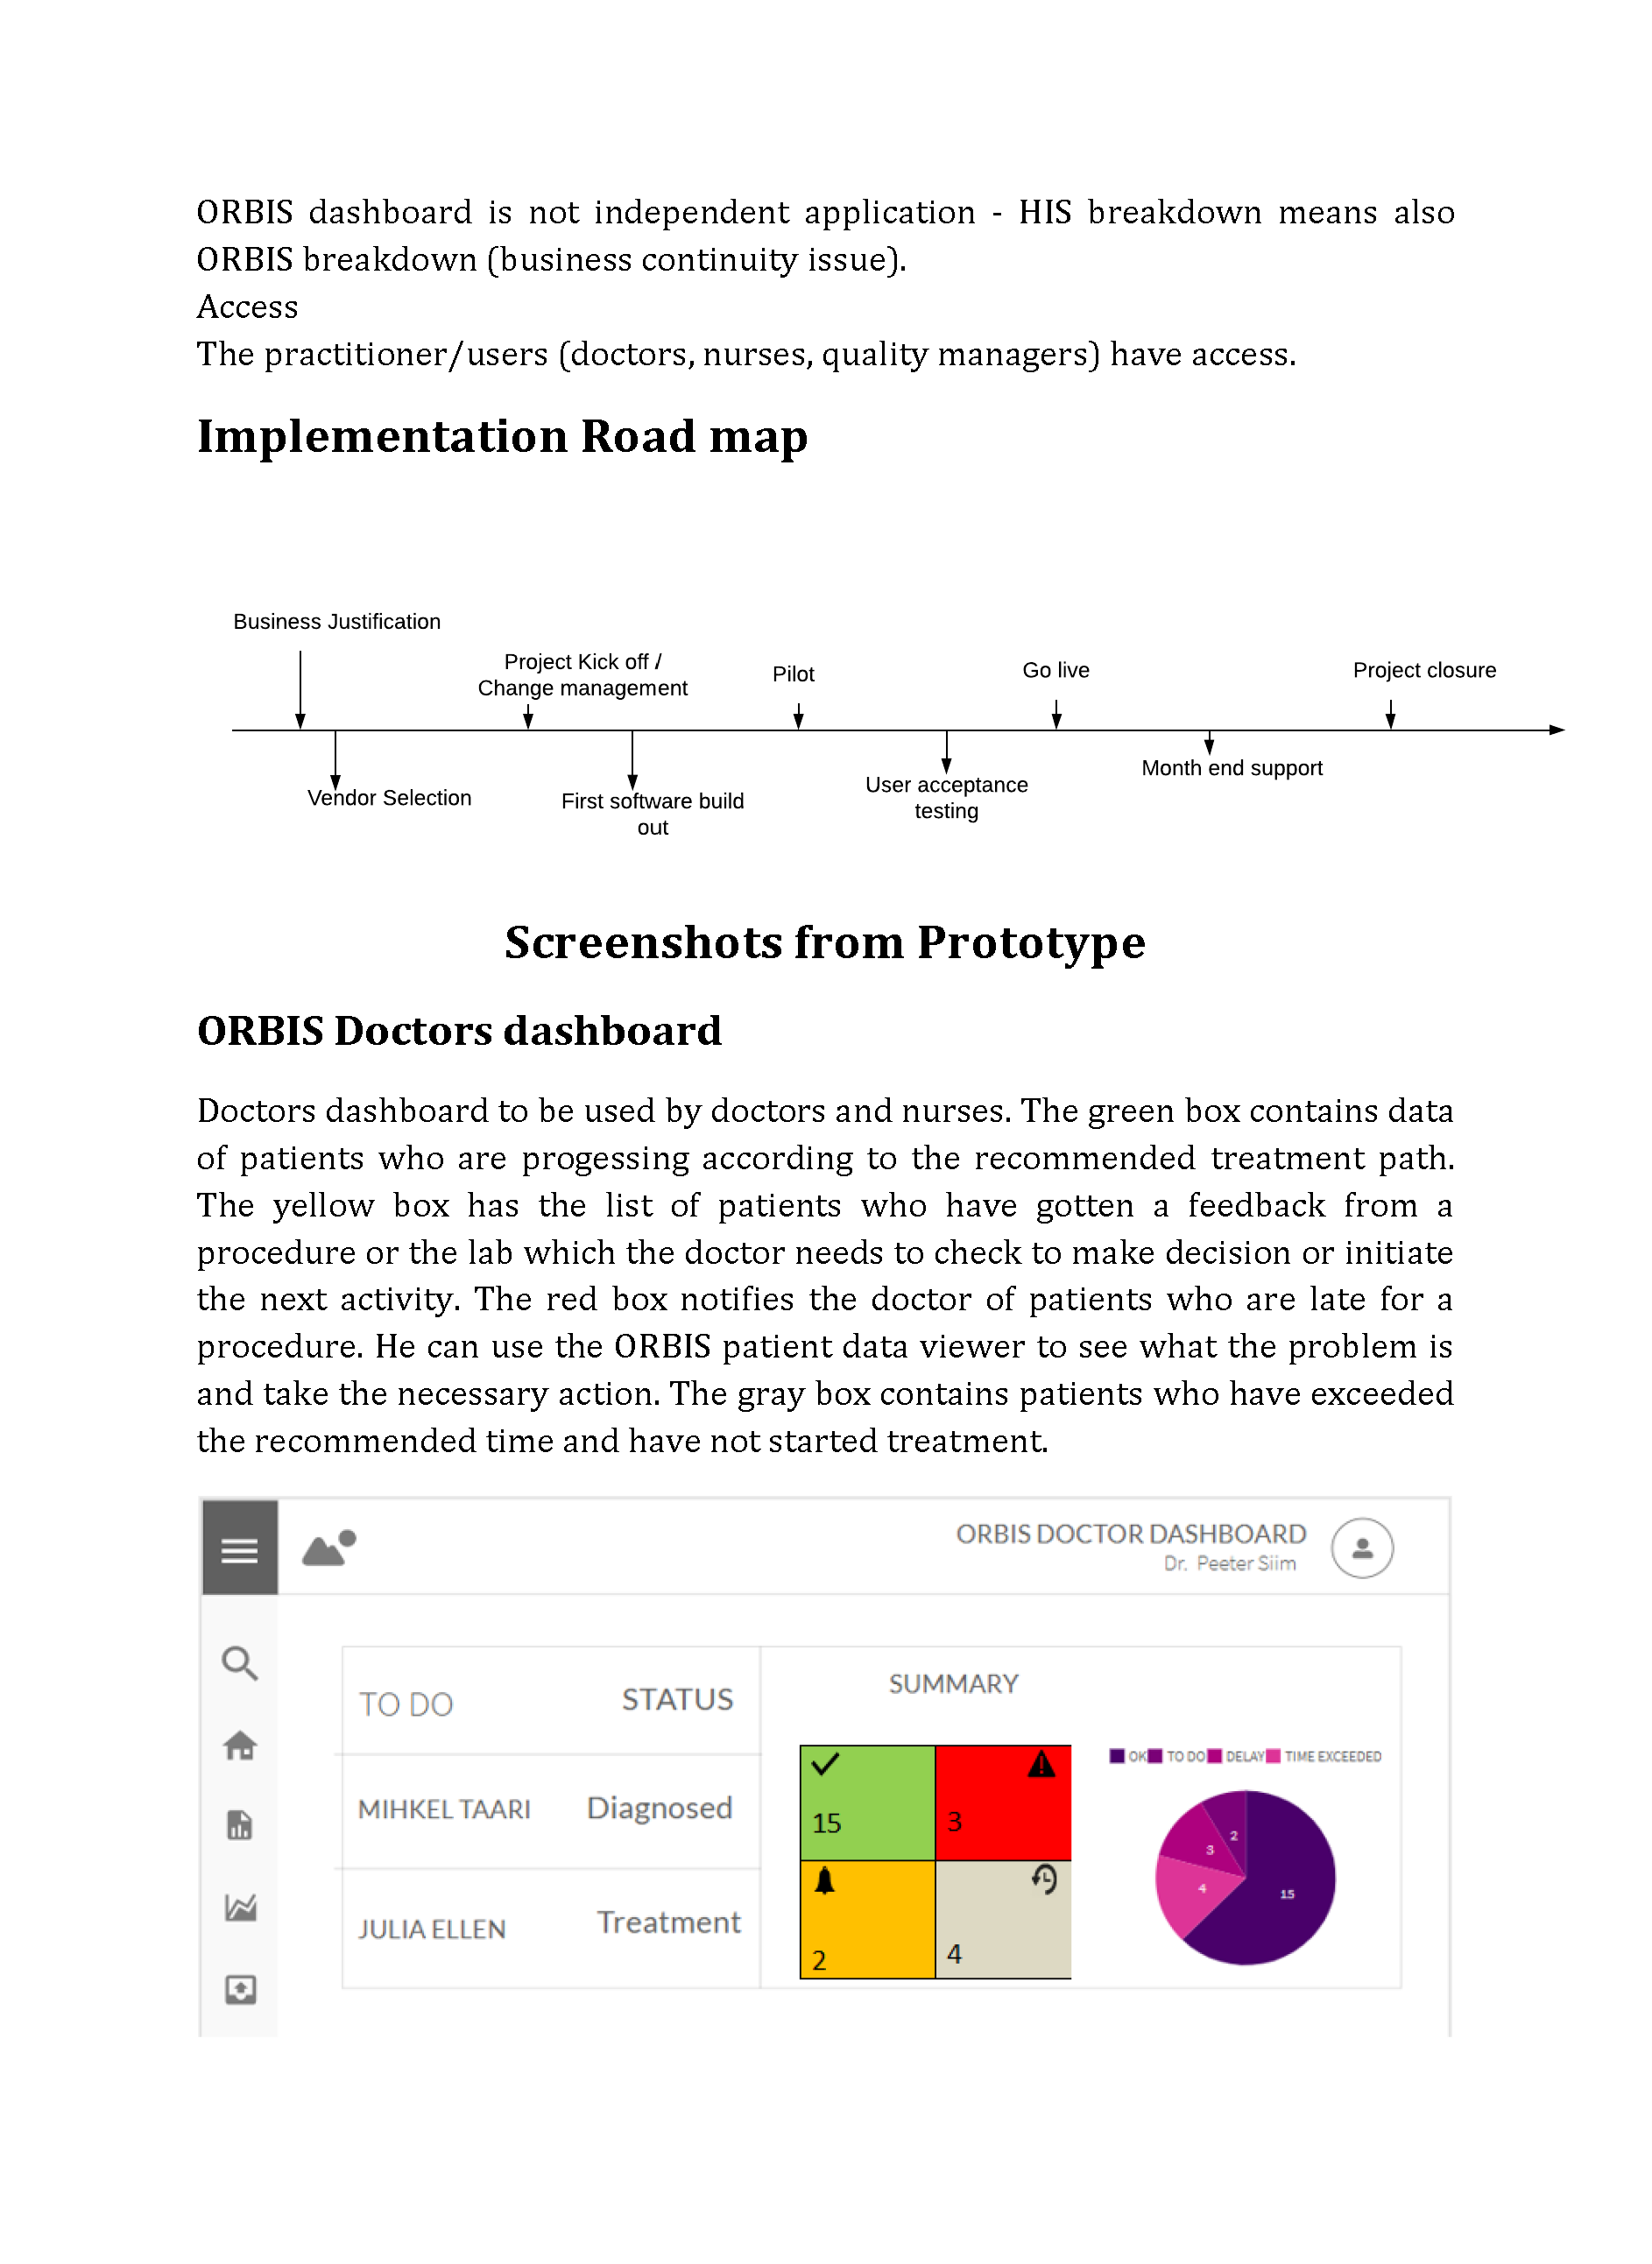 ORBIS dashboard is not independent application - HIS breakdown means also
ORBIS breakdown (business continuity issue).
Access
The practitioner/users (doctors, nurses, quality managers) have access.
Implementation Road map
Business Justification
Project Kick off /
Change management
Pilot
Go live
Project closure
Vendor Selection
First software build
out
User acceptance
testing
Month end support
Screenshots from Prototype
ORBIS Doctors dashboard
Doctors dashboard to be used by doctors and nurses. The green box contains data
of patients who are progessing according to the recommended treatment path.
The yellow box has the list of patients who have gotten a feedback from a
procedure or the lab which the doctor needs to check to make decision or initiate
the next activity. The red box notifies the doctor of patients who are late for a
procedure. He can use the ORBIS patient data viewer to see what the problem is
and take the necessary action. The gray box contains patients who have exceeded
the recommended time and have not started treatment.
ORBIS DOCTOR DASHBOARD
Dr. Peeter Siim
TO DO STATUS
MIHKEL TAARI Diagnosed
JULIA ELLEN Treatment
SUMMARY
15 3
2 4
OK TO DO DELAY TIME EXCEEDED
2
3
4
15